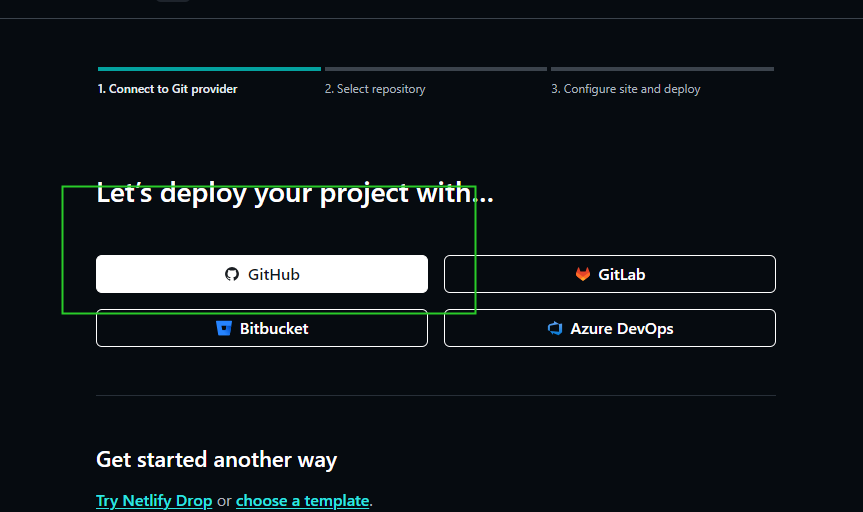 1. Connect to Git provider
2. Select repository
3. Configure site and deploy
Let's deploy your project with...
GitHub
GitLab
Bitbucket
Azure DevOps
Get started another way
Try Netlify Drop or choose a template.